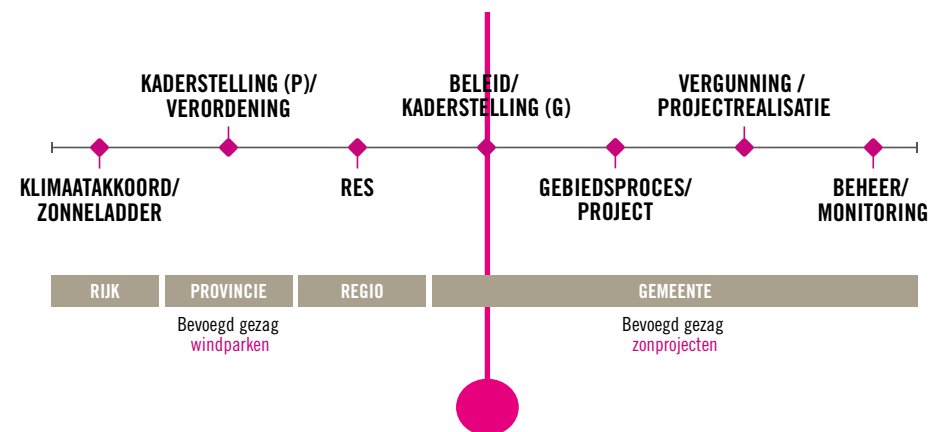 KADERSTELLING (P)/
VERORDENING
BELEID/
KADERSTELLING (G)
VERGUNNING /
PROJECTREALISATIE
KLIMAATAKKOORD/
ZONNELADDER
RES
GEBIEDSPROCES/
PROJECT
BEHEER/
MONITORING
RIJK
PROVINCIE
REGIO
GEMEENTE
Bevoegd gezag
windparken
Bevoegd gezag
zonprojecten